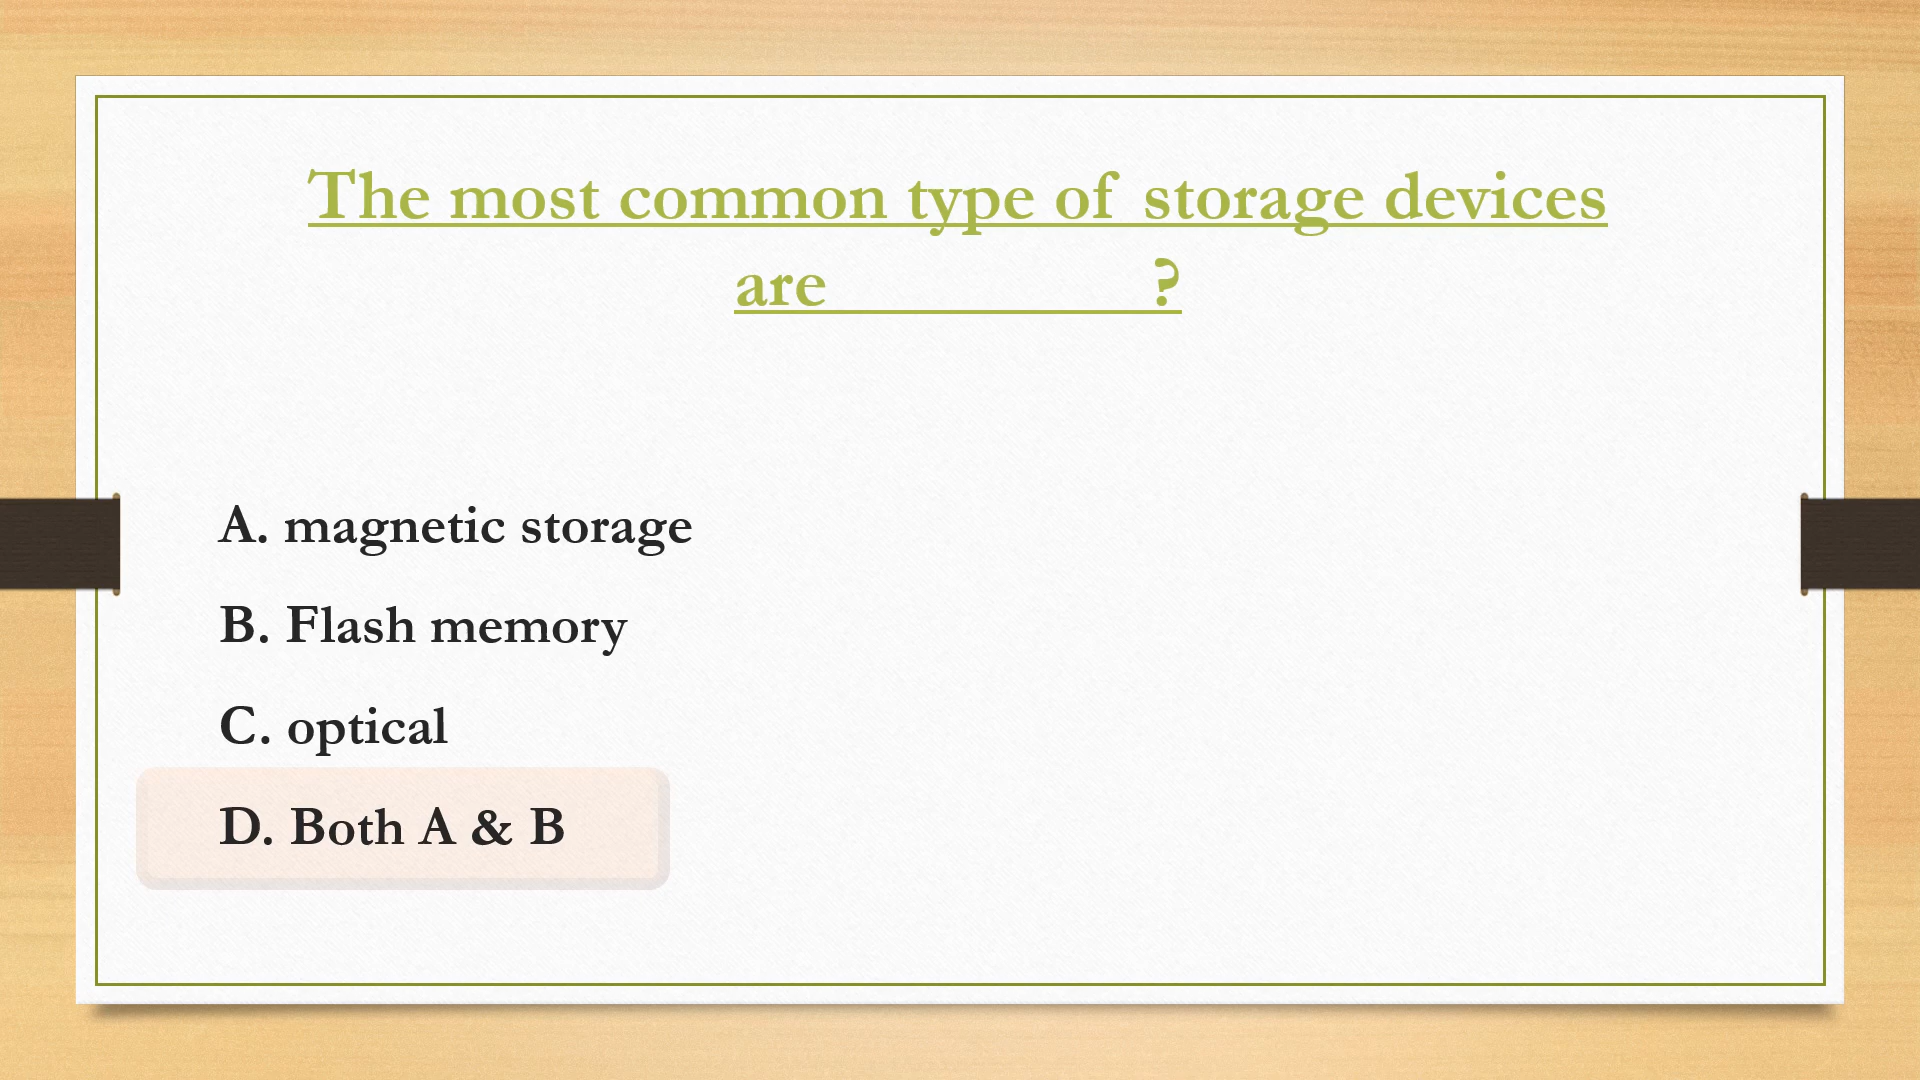 The most common type of storage devices
are ?
A. magnetic storage
B. Flash memory
C. optical
D. Both A & B